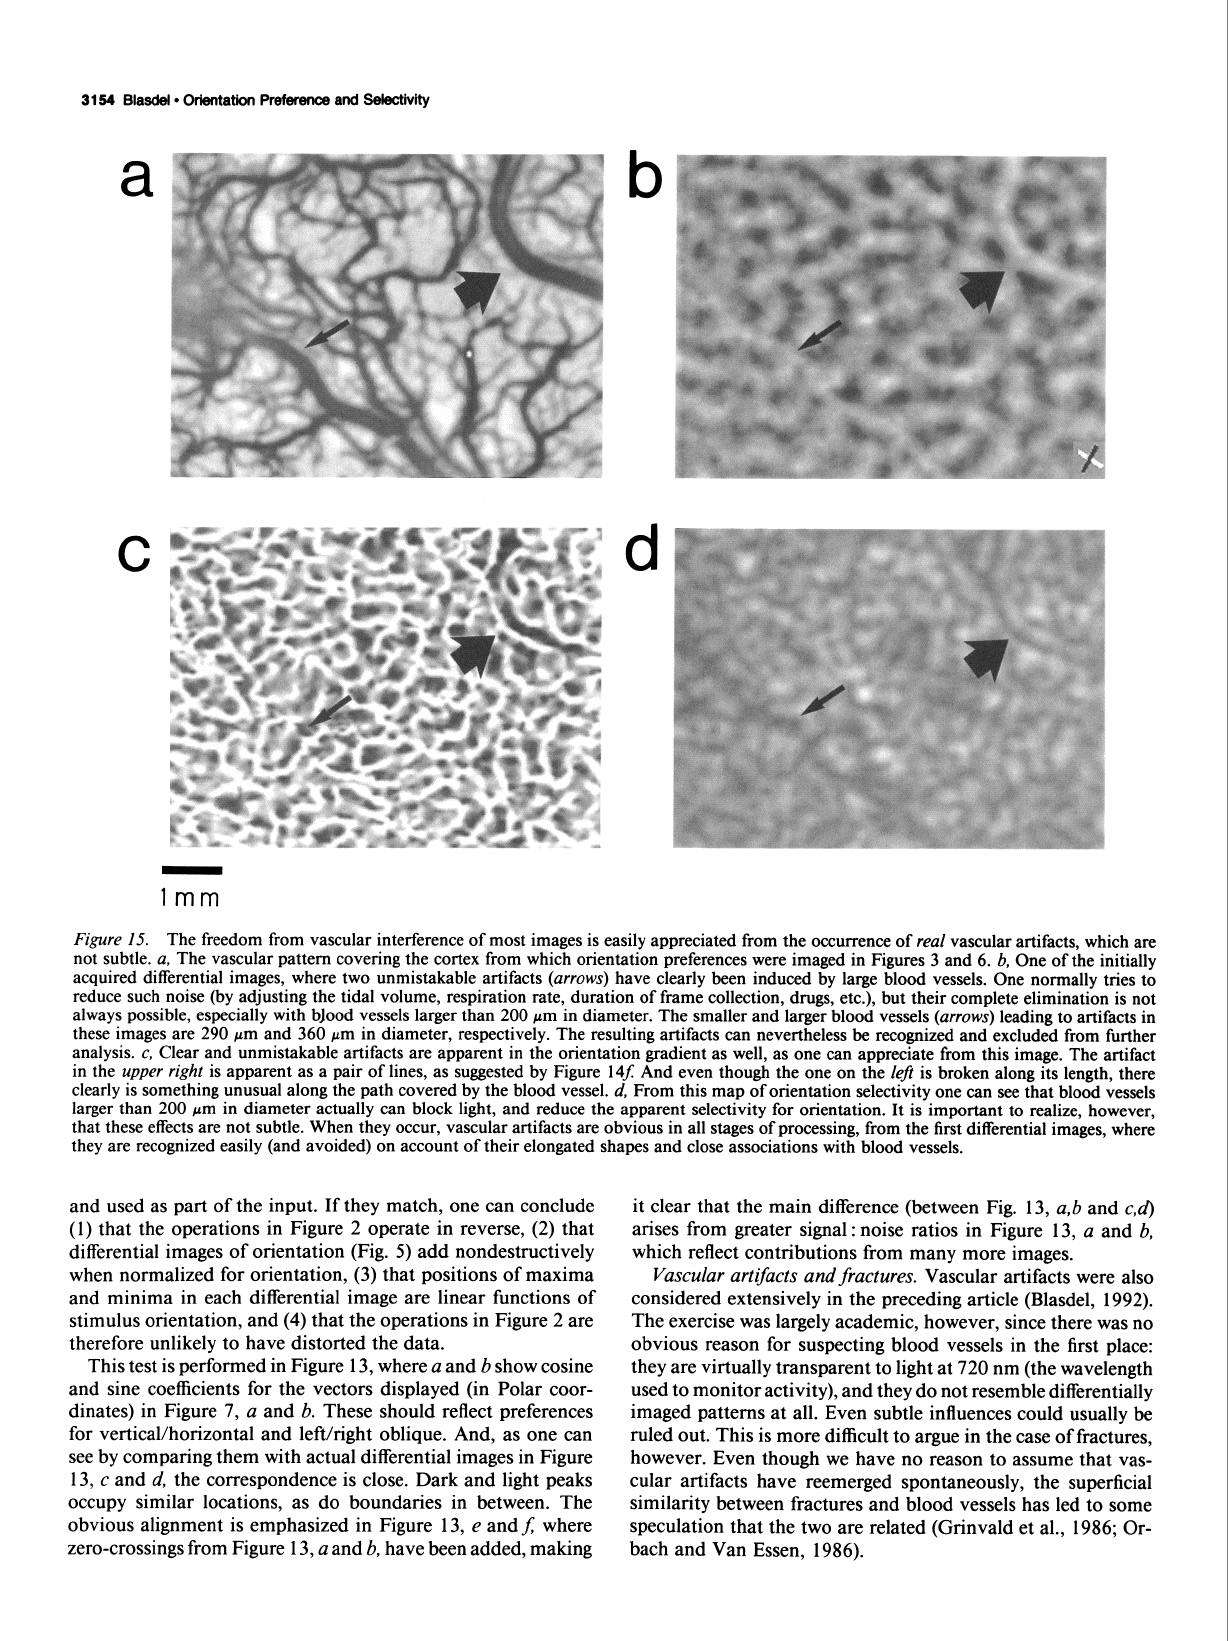 3154 Blasdel • Orientation Preference and Selectivity
a
b
c
d
1 mm
Figure 15. The freedom from vascular interference of most images is easily appreciated from the occurrence of real vascular artifacts, which are
not subtle. a, The vascular pattern covering the cortex from which orientation preferences were imaged in Figures 3 and 6. b, One of the initially
acquired differential images, where two unmistakable artifacts (arrows) have clearly been induced by large blood vessels. One normally tries to
reduce such noise (by adjusting the tidal volume, respiration rate, duration of frame collection, drugs, etc.), but their complete elimination is not
always possible, especially with blood vessels larger than 200 μm in diameter. The smaller and larger blood vessels (arrows) leading to artifacts in
these images are 290 μm and 360 μm in diameter, respectively. The resulting artifacts can nevertheless be recognized and excluded from further
analysis. c, Clear and unmistakable artifacts are apparent in the orientation gradient as well, as one can appreciate from this image. The artifact
in the upper right is apparent as a pair of lines, as suggested by Figure 14f. And even though the one on the left is broken along its length, there
clearly is something unusual along the path covered by the blood vessel. d, From this map of orientation selectivity one can see that blood vessels
larger than 200 μm in diameter actually can block light, and reduce the apparent selectivity for orientation. It is important to realize, however,
that these effects are not subtle. When they occur, vascular artifacts are obvious in all stages of processing, from the first differential images, where
they are recognized easily (and avoided) on account of their elongated shapes and close associations with blood vessels.
and used as part of the input. If they match, one can conclude
(1) that the operations in Figure 2 operate in reverse, (2) that
differential images of orientation (Fig. 5) add nondestructively
when normalized for orientation, (3) that positions of maxima
and minima in each differential image are linear functions of
stimulus orientation, and (4) that the operations in Figure 2 are
therefore unlikely to have distorted the data.
This test is performed in Figure 13, where a and b show cosine
and sine coefficients for the vectors displayed (in Polar coor-
dinates) in Figure 7, a and b. These should reflect preferences
for vertical/horizontal and left/right oblique. And, as one can
see by comparing them with actual differential images in Figure
13, c and d, the correspondence is close. Dark and light peaks
occupy similar locations, as do boundaries in between. The
obvious alignment is emphasized in Figure 13, e and f, where
zero-crossings from Figure 13, a and b, have been added, making
it clear that the main difference (between Fig. 13, a,b and c,d)
arises from greater signal : noise ratios in Figure 13, a and b,
which reflect contributions from many more images.
Vascular artifacts and fractures. Vascular artifacts were also
considered extensively in the preceding article (Blasdel, 1992).
The exercise was largely academic, however, since there was no
obvious reason for suspecting blood vessels in the first place:
they are virtually transparent to light at 720 nm (the wavelength
used to monitor activity), and they do not resemble differentially
imaged patterns at all. Even subtle influences could usually be
ruled out. This is more difficult to argue in the case of fractures,
however. Even though we have no reason to assume that vas-
cular artifacts have reemerged spontaneously, the superficial
similarity between fractures and blood vessels has led to some
speculation that the two are related (Grinvald et al., 1986; Or-
bach and Van Essen, 1986).